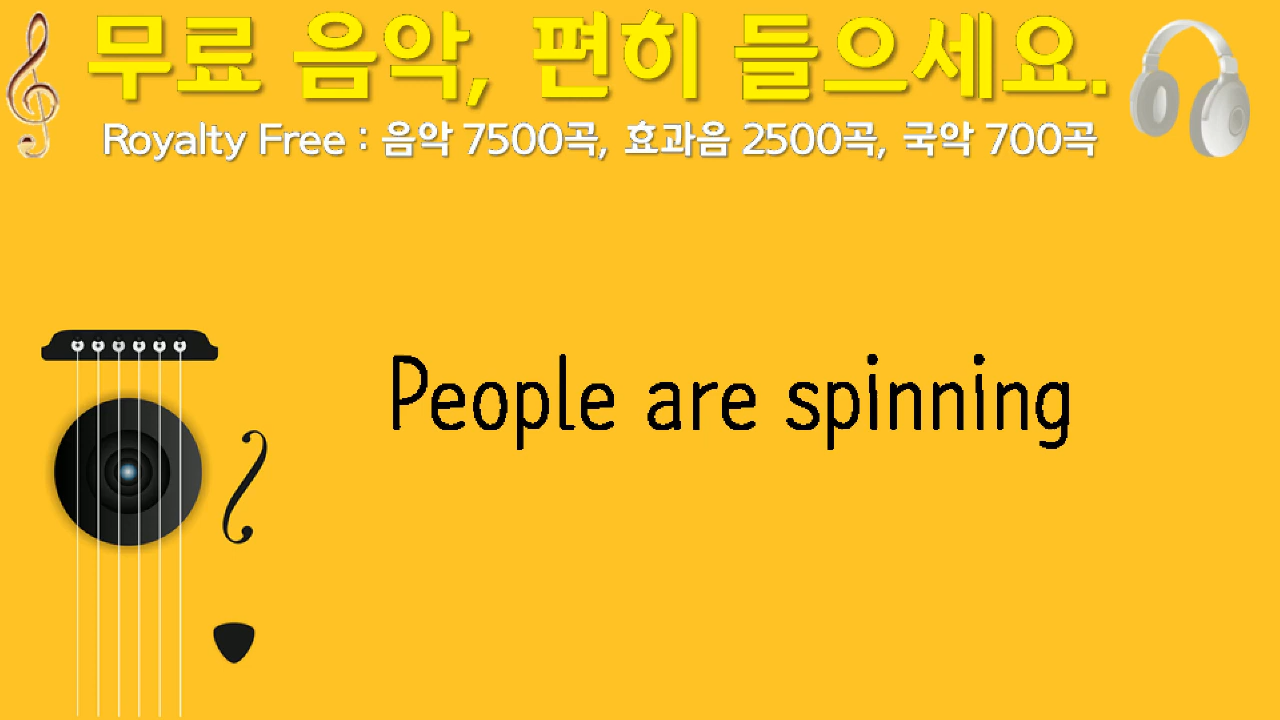 무료 음악, 편히 들으세요.
Royalty Free : 음악 7500곡, 효과음 2500곡, 국악 700곡
People are spinning